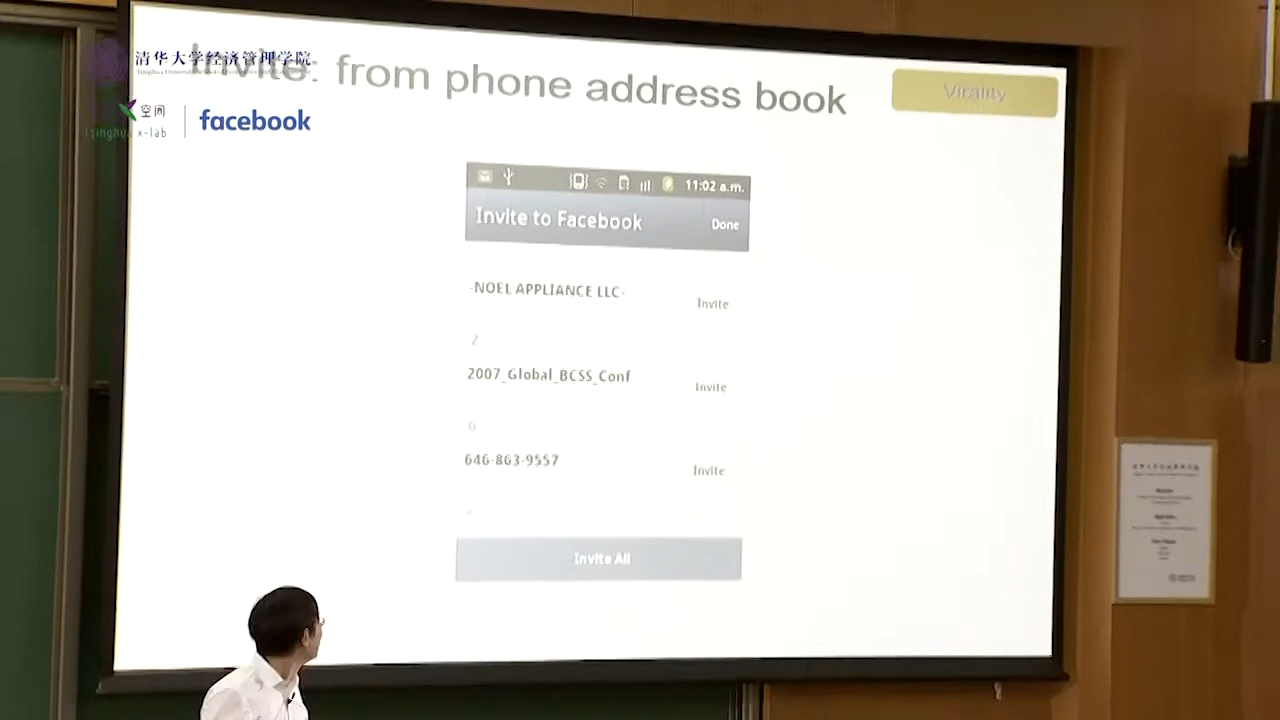 清华大学经济管理学院
Invite: from phone address book
Virality
空间
x-lab
facebook
11:02 a.m.
Invite to Facebook
Done
-NOEL APPLIANCE LLC-
Invite
2
2007_Global_BCSS_Conf
Invite
6
646-863-9557
Invite
Invite All